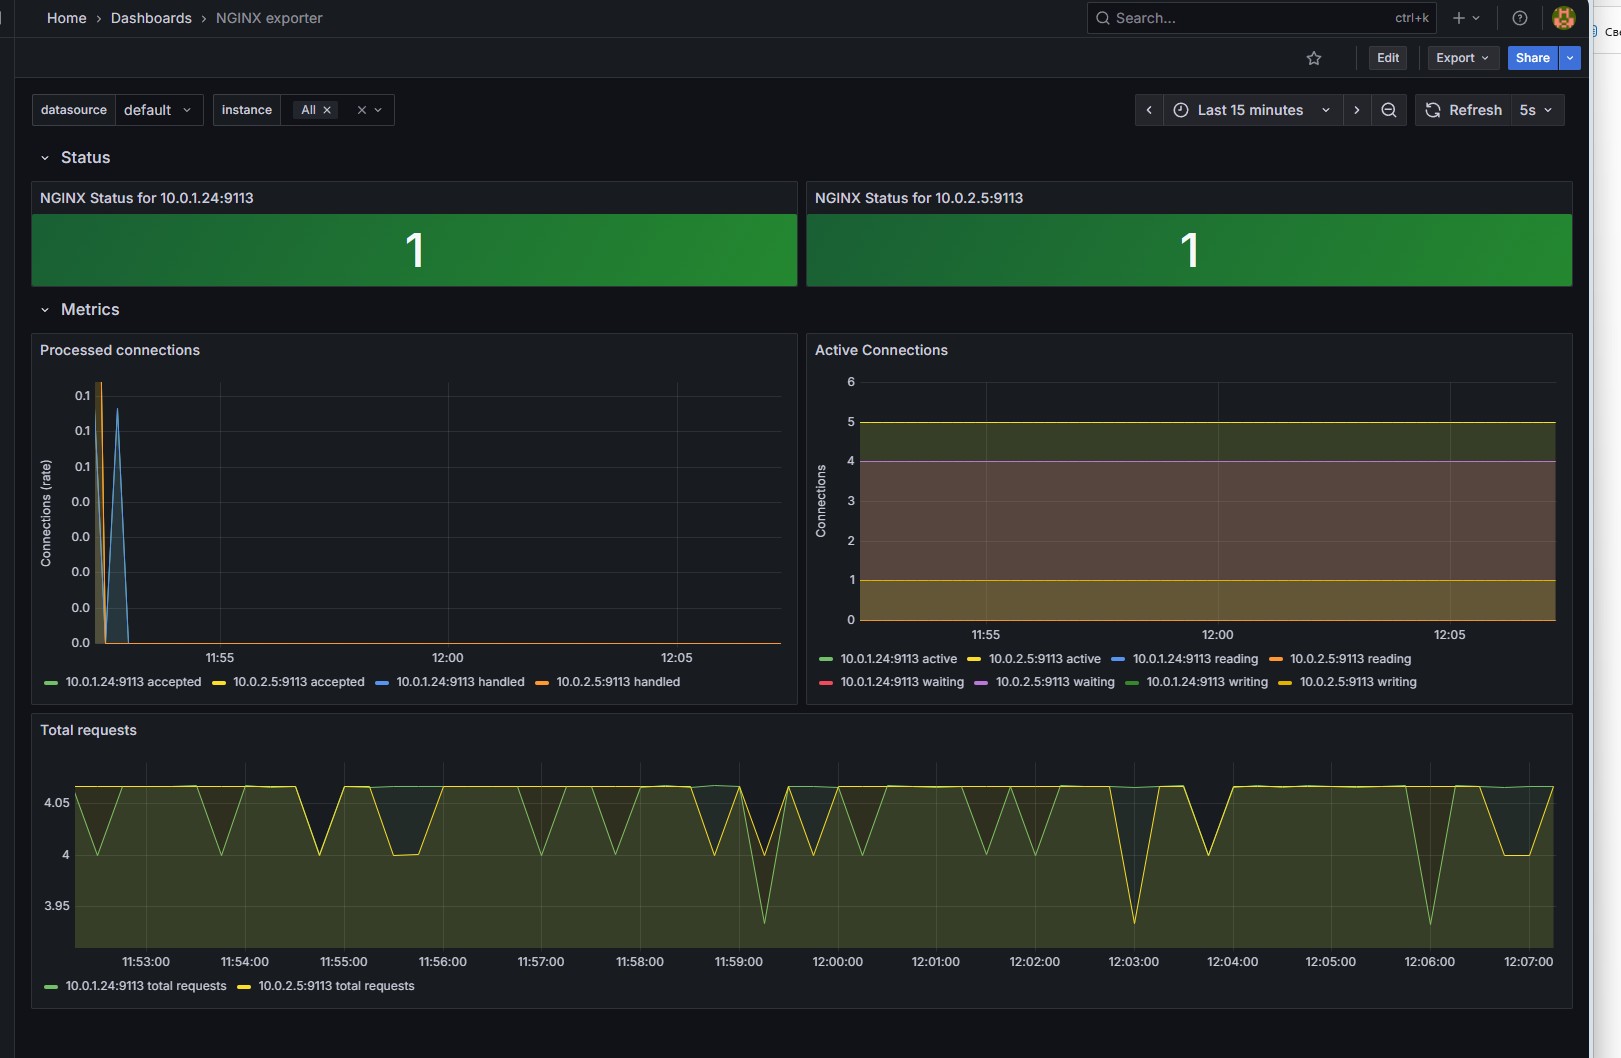 Home › Dashboards › NGINX exporter
Search... ctrl+k
Edit Export Share
datasource default instance All Last 15 minutes Refresh 5s
Status
NGINX Status for 10.0.1.24:9113
1
NGINX Status for 10.0.2.5:9113
1
Metrics
Processed connections
Connections (rate)
0.1
0.1
0.1
0.0
0.0
0.0
0.0
0.0
11:55 12:00 12:05
10.0.1.24:9113 accepted 10.0.2.5:9113 accepted 10.0.1.24:9113 handled 10.0.2.5:9113 handled
Active Connections
Connections
6
5
4
3
2
1
0
11:55 12:00 12:05
10.0.1.24:9113 active 10.0.2.5:9113 active 10.0.1.24:9113 reading 10.0.2.5:9113 reading
10.0.1.24:9113 waiting 10.0.2.5:9113 waiting 10.0.1.24:9113 writing 10.0.2.5:9113 writing
Total requests
4.05
4
3.95
11:53:00 11:54:00 11:55:00 11:56:00 11:57:00 11:58:00 11:59:00 12:00:00 12:01:00 12:02:00 12:03:00 12:04:00 12:05:00 12:06:00 12:07:00
10.0.1.24:9113 total requests 10.0.2.5:9113 total requests